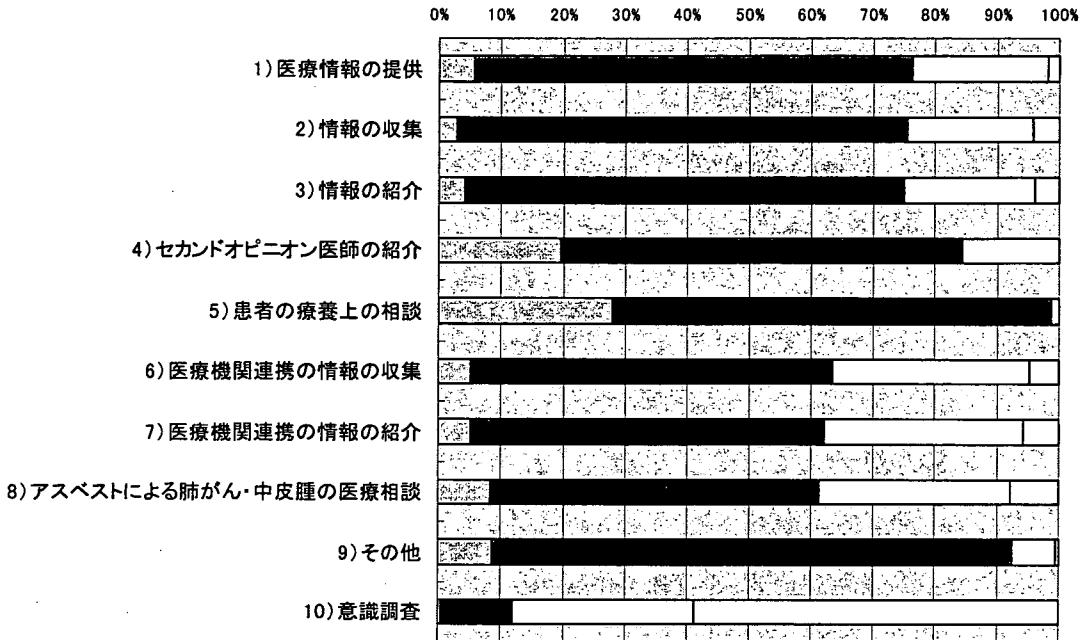 0% 10% 20% 30% 40% 50% 60% 70% 80% 90% 100%
1)医療情報の提供
2)情報の収集
3)情報の紹介
4)セカンドオピニオン医師の紹介
5)患者の療養上の相談
6)医療機関連携の情報の収集
7)医療機関連携の情報の紹介
8)アスベストによる肺がん・中皮腫の医療相談
9)その他
10)意識調査